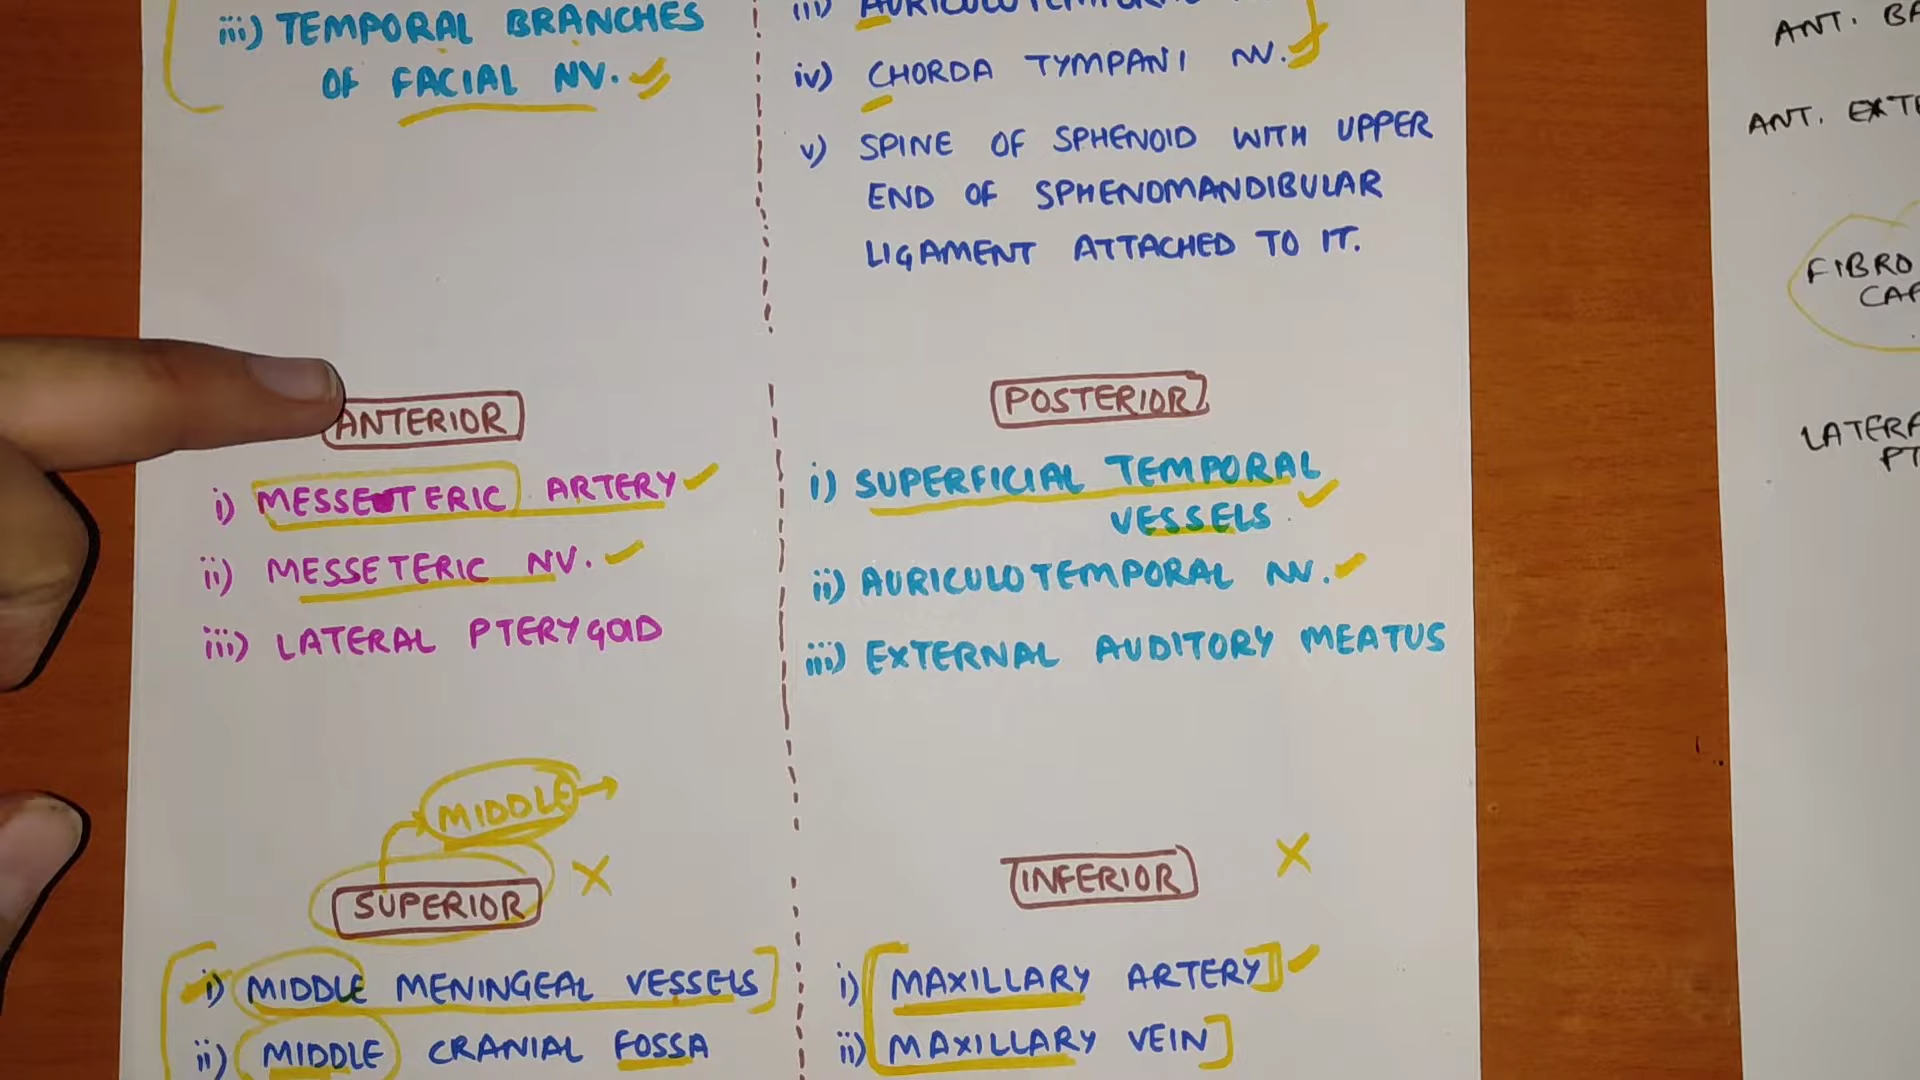 iii) TEMPORAL BRANCHES
OF FACIAL NV.
iv) CHORDA TYMPANI NV.
v) SPINE OF SPHENOID WITH UPPER
END OF SPHENOMANDIBULAR
LIGAMENT ATTACHED TO IT.
ANTERIOR
i) MESSETERIC ARTERY
ii) MESSETERIC NV.
iii) LATERAL PTERYGOID
POSTERIOR
i) SUPERFICIAL TEMPORAL
VESSELS.
ii) AURICULOTEMPORAL NV.
iii) EXTERNAL AUDITORY MEATUS
MIDDLE
SUPERIOR
i) MIDDLE MENINGEAL VESSELS
ii) MIDDLE CRANIAL FOSSA
INFERIOR
i) MAXILLARY ARTERY
ii) MAXILLARY VEIN
ANT.
ANT.
FIBRO